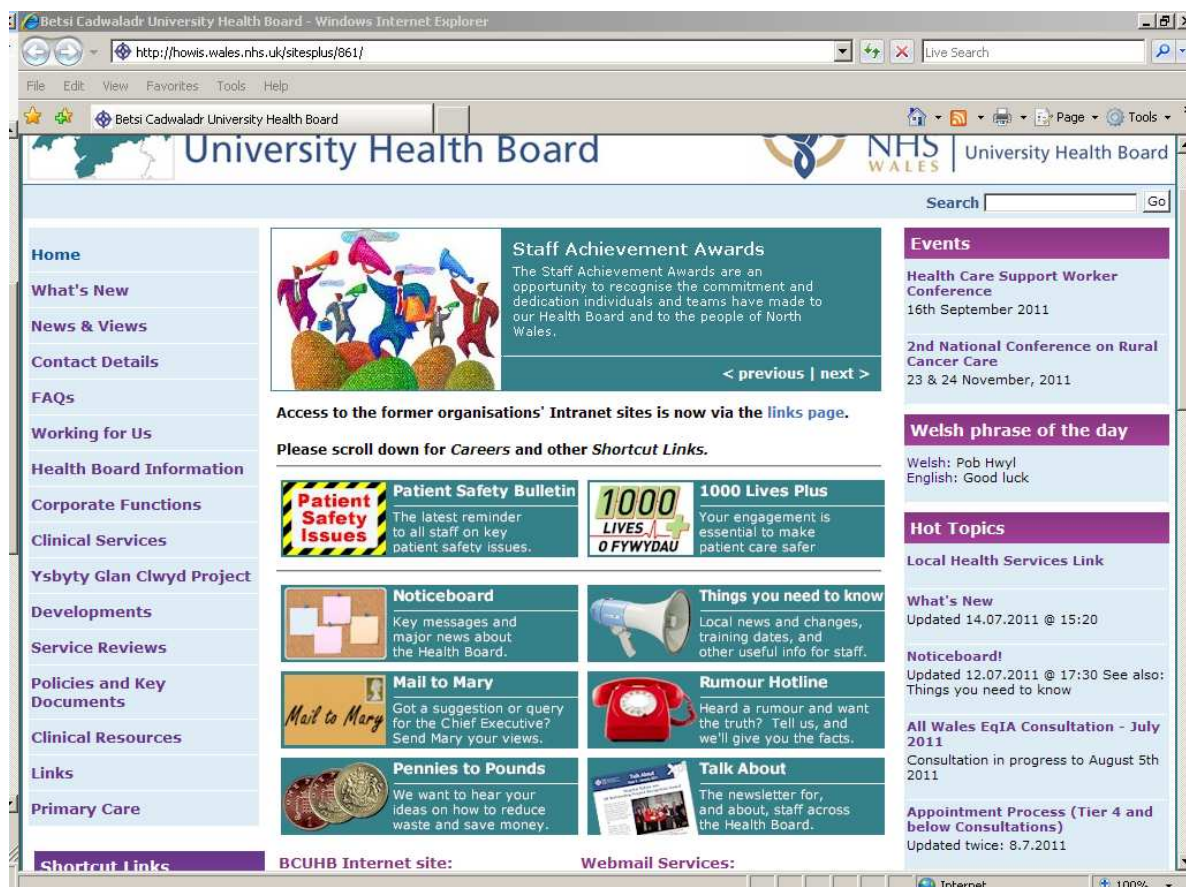 Betsi Cadwaladr University Health Board - Windows Internet Explorer
http://howis.wales.nhs.uk/sitesplus/861/
Live Search
File Edit View Favorites Tools Help
Betsi Cadwaladr University Health Board
Page
Tools
University Health Board
NHS
WALES
University Health Board
Search
Go
Home
What's New
News & Views
Contact Details
FAQs
Working for Us
Health Board Information
Corporate Functions
Clinical Services
Ysbyty Glan Clwyd Project
Developments
Service Reviews
Policies and Key
Documents
Clinical Resources
Links
Primary Care
Shortcut Links
Staff Achievement Awards
The Staff Achievement Awards are an
opportunity to recognise the commitment and
dedication individuals and teams have made to
our Health Board and to the people of North
Wales.
< previous | next >
Access to the former organisations' Intranet sites is now via the links page.
Please scroll down for Careers and other Shortcut Links.
Patient
Safety
Issues
Patient Safety Bulletin
The latest reminder
to all staff on key
patient safety issues.
1000
LIVES
O FYWYDAU
1000 Lives Plus
Your engagement is
essential to make
patient care safer
Noticeboard
Key messages and
major news about
the Health Board.
Things you need to know
Local news and changes,
training dates, and
other useful info for staff.
Mail to Mary
Mail to Mary
Got a suggestion or query
for the Chief Executive?
Send Mary your views.
Rumour Hotline
Heard a rumour and want
the truth? Tell us, and
we'll give you the facts.
Pennies to Pounds
We want to hear your
ideas on how to reduce
waste and save money.
Talk About
Talk About
The newsletter for,
and about, staff across
the Health Board.
BCUHB Internet site:
Webmail Services:
Events
Health Care Support Worker
Conference
16th September 2011
2nd National Conference on Rural
Cancer Care
23 & 24 November, 2011
Welsh phrase of the day
Welsh: Pob Hwyl
English: Good luck
Hot Topics
Local Health Services Link
What's New
Updated 14.07.2011 @ 15:20
Noticeboard!
Updated 12.07.2011 @ 17:30 See also:
Things you need to know
All Wales EqIA Consultation - July
2011
Consultation in progress to August 5th
2011
Appointment Process (Tier 4 and
below Consultations)
Updated twice: 8.7.2011
Internet
100%